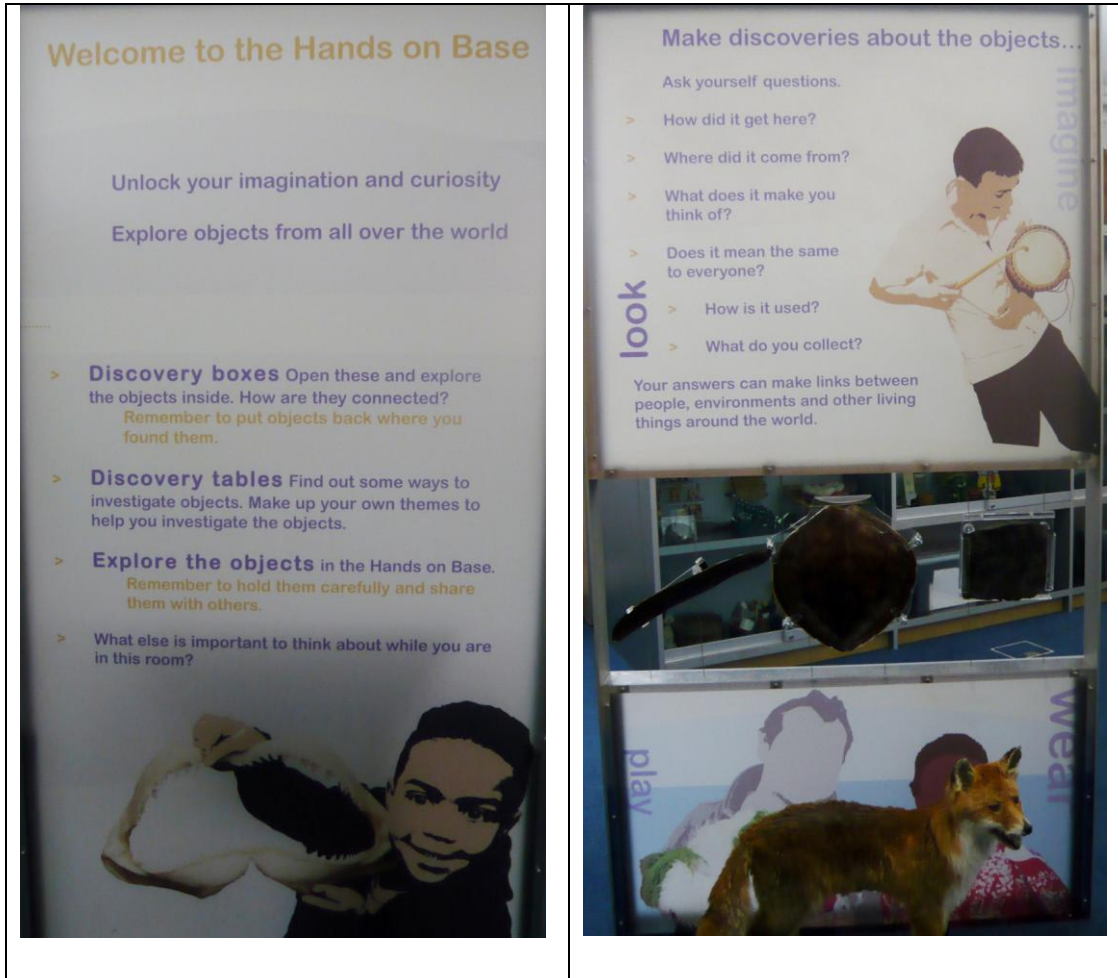 Welcome to the Hands on Base
Unlock your imagination and curiosity
Explore objects from all over the world
> Discovery boxes Open these and explore
the objects inside. How are they connected?
Remember to put objects back where you
found them.
> Discovery tables Find out some ways to
investigate objects. Make up your own themes to
help you investigate the objects.
> Explore the objects in the Hands on Base.
Remember to hold them carefully and share
them with others.
> What else is important to think about while you are
in this room?
Make discoveries about the objects...
Ask yourself questions.
> How did it get here?
> Where did it come from?
> What does it make you
think of?
> Does it mean the same
to everyone?
> How is it used?
> What do you collect?
Your answers can make links between
people, environments and other living
things around the world.
look
imagine
play
wear